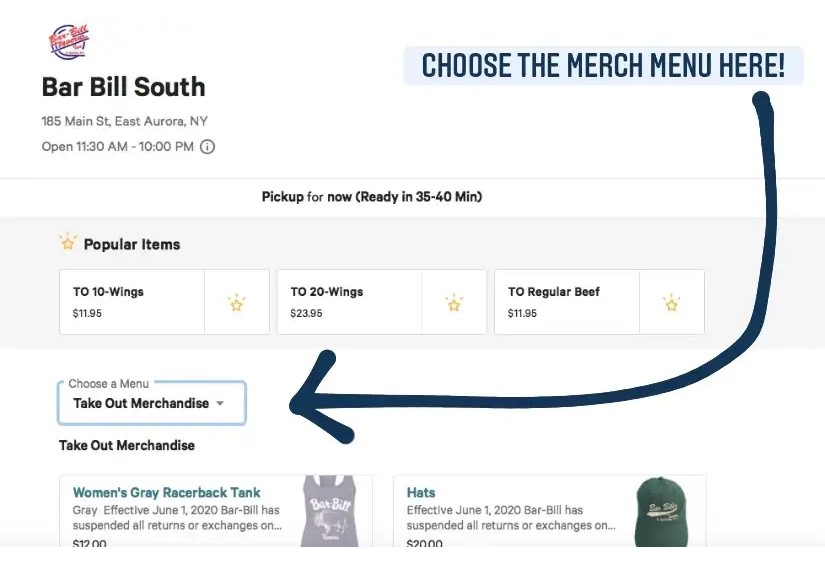 Bar-Bill
Tavern
CHOOSE THE MERCH MENU HERE!
Bar Bill South
185 Main St, East Aurora, NY
Open 11:30 AM - 10:00 PM
Pickup for now (Ready in 35-40 Min)
Popular Items
TO 10-Wings
$11.95
TO 20-Wings
$23.95
TO Regular Beef
$11.95
Choose a Menu
Take Out Merchandise
Take Out Merchandise
Women's Gray Racerback Tank
Gray Effective June 1, 2020 Bar-Bill has
suspended all returns or exchanges on...
$12.00
Bar-Bill
Hats
Effective June 1, 2020 Bar-Bill has
suspended all returns or exchanges on...
$20.00
Bar Bill